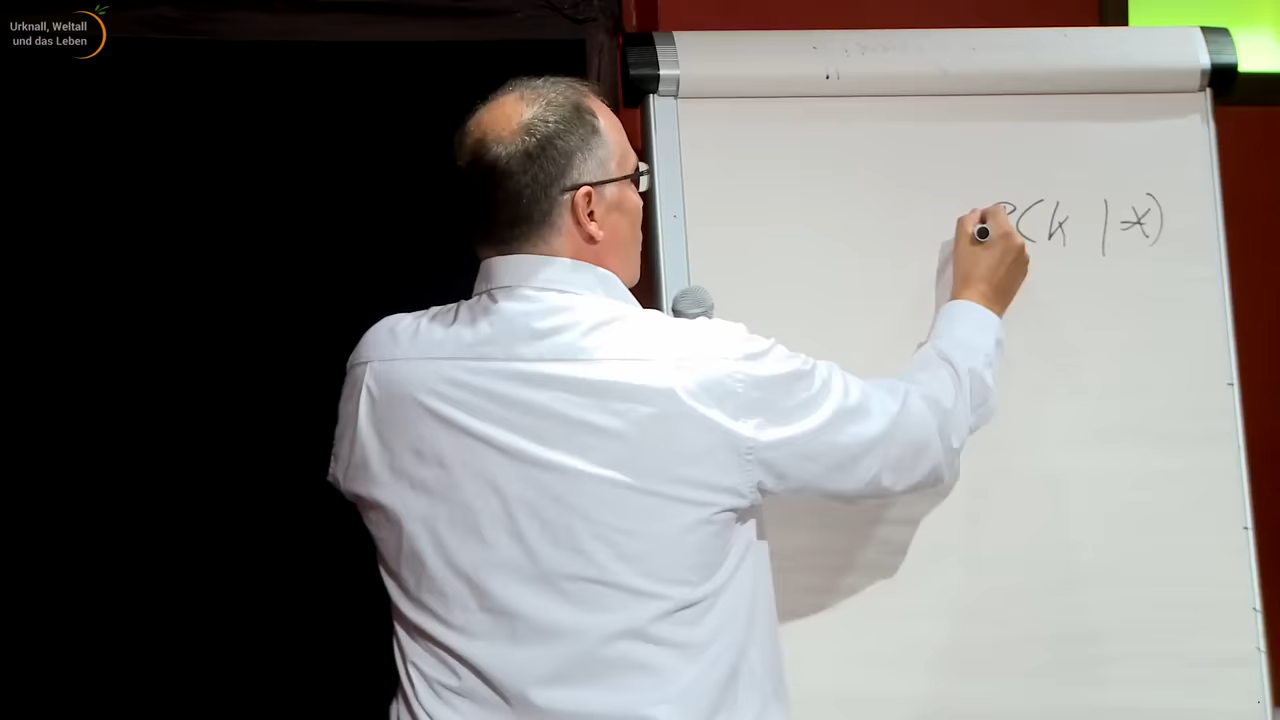 Urknall, Weltall
und das Leben
P(k | x)